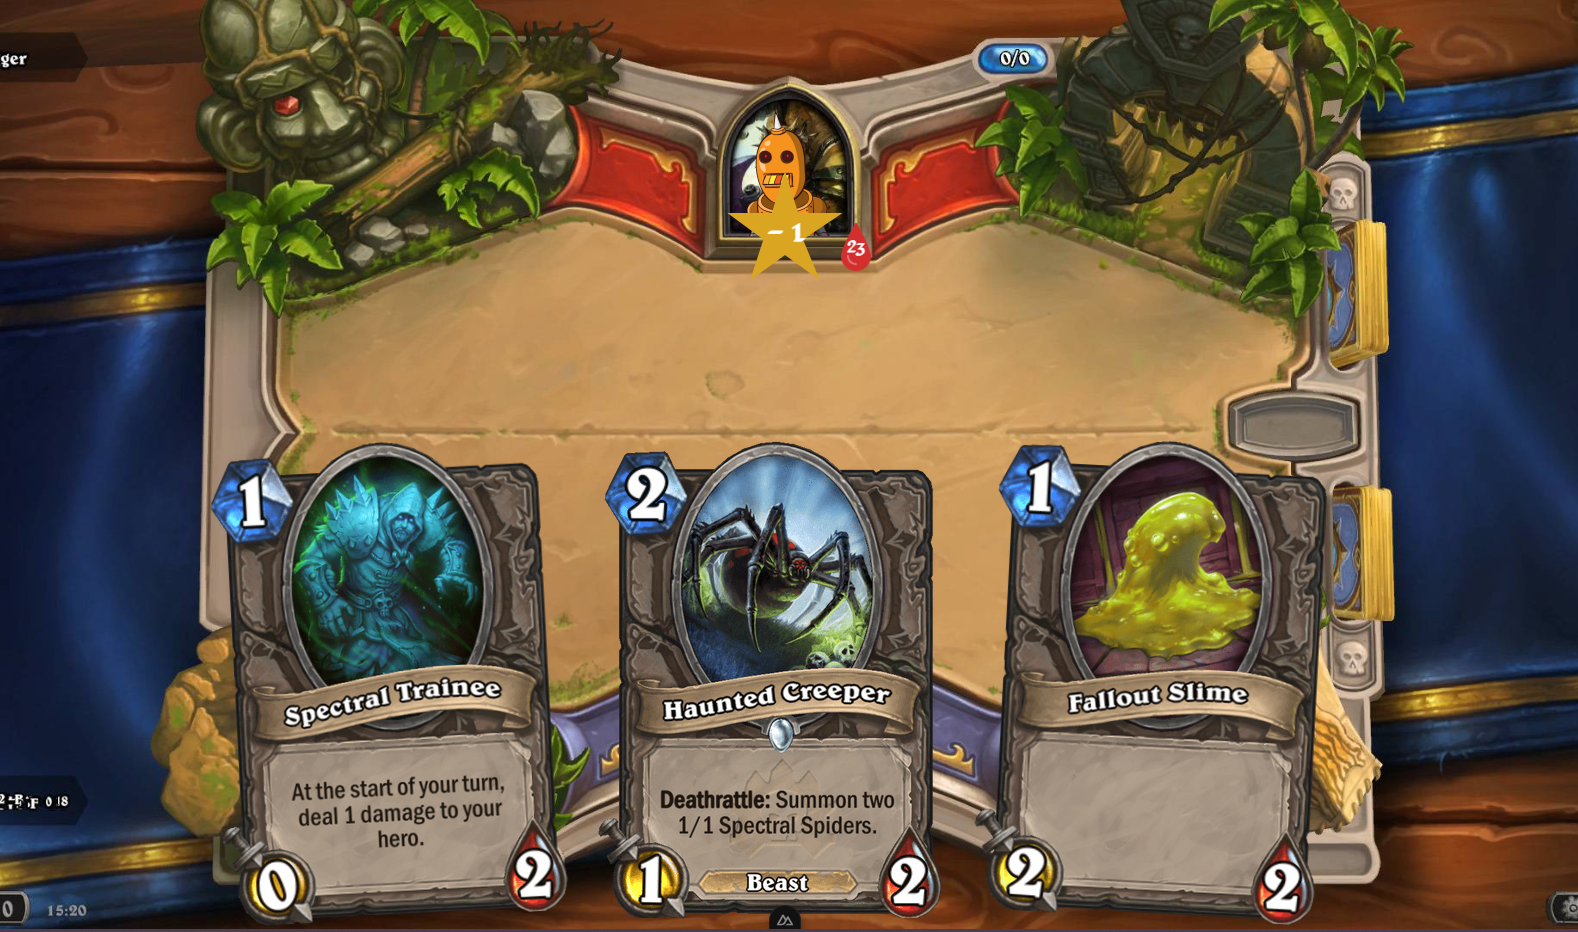 ger
0/0
- 1
23
1
2
1
Spectral Trainee
Haunted Creeper
Fallout Slime
At the start of your turn,
deal 1 damage to your
hero.
Deathrattle: Summon two
1/1 Spectral Spiders.
Beast
0
2
1
2
2
2
0
15:20